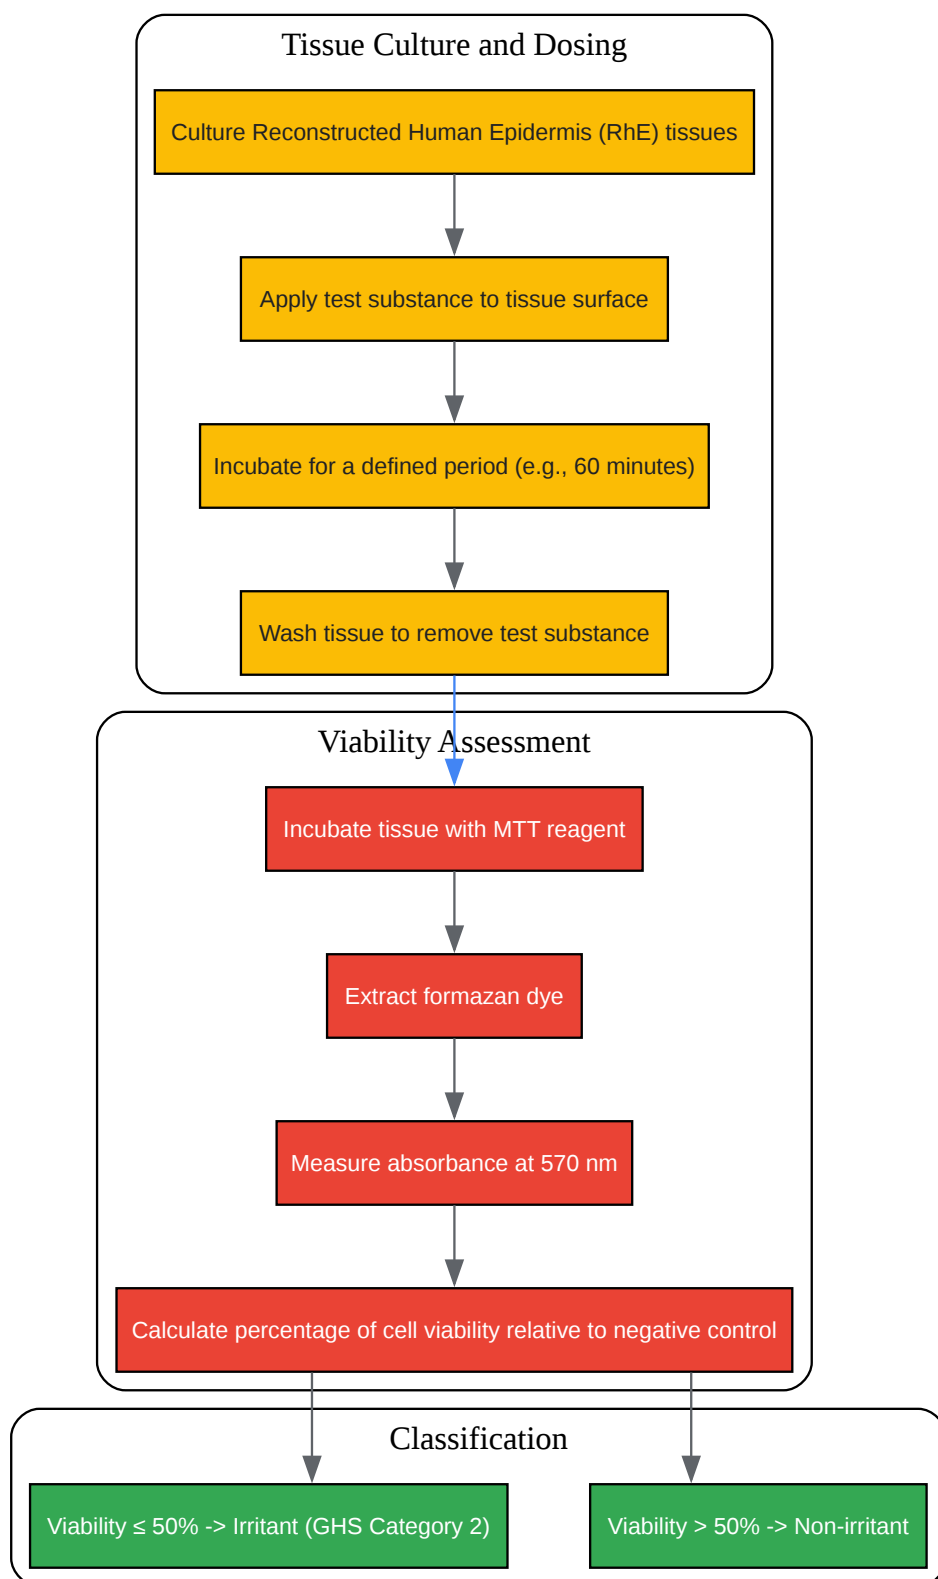 Tissue Culture and Dosing
Culture Reconstructed Human Epidermis (RhE) tissues
Apply test substance to tissue surface
Incubate for a defined period (e.g., 60 minutes)
Wash tissue to remove test substance
Viability Assessment
Incubate tissue with MTT reagent
Extract formazan dye
Measure absorbance at 570 nm
Calculate percentage of cell viability relative to negative control
Classification
Viability ≤ 50% -> Irritant (GHS Category 2)
Viability > 50% -> Non-irritant